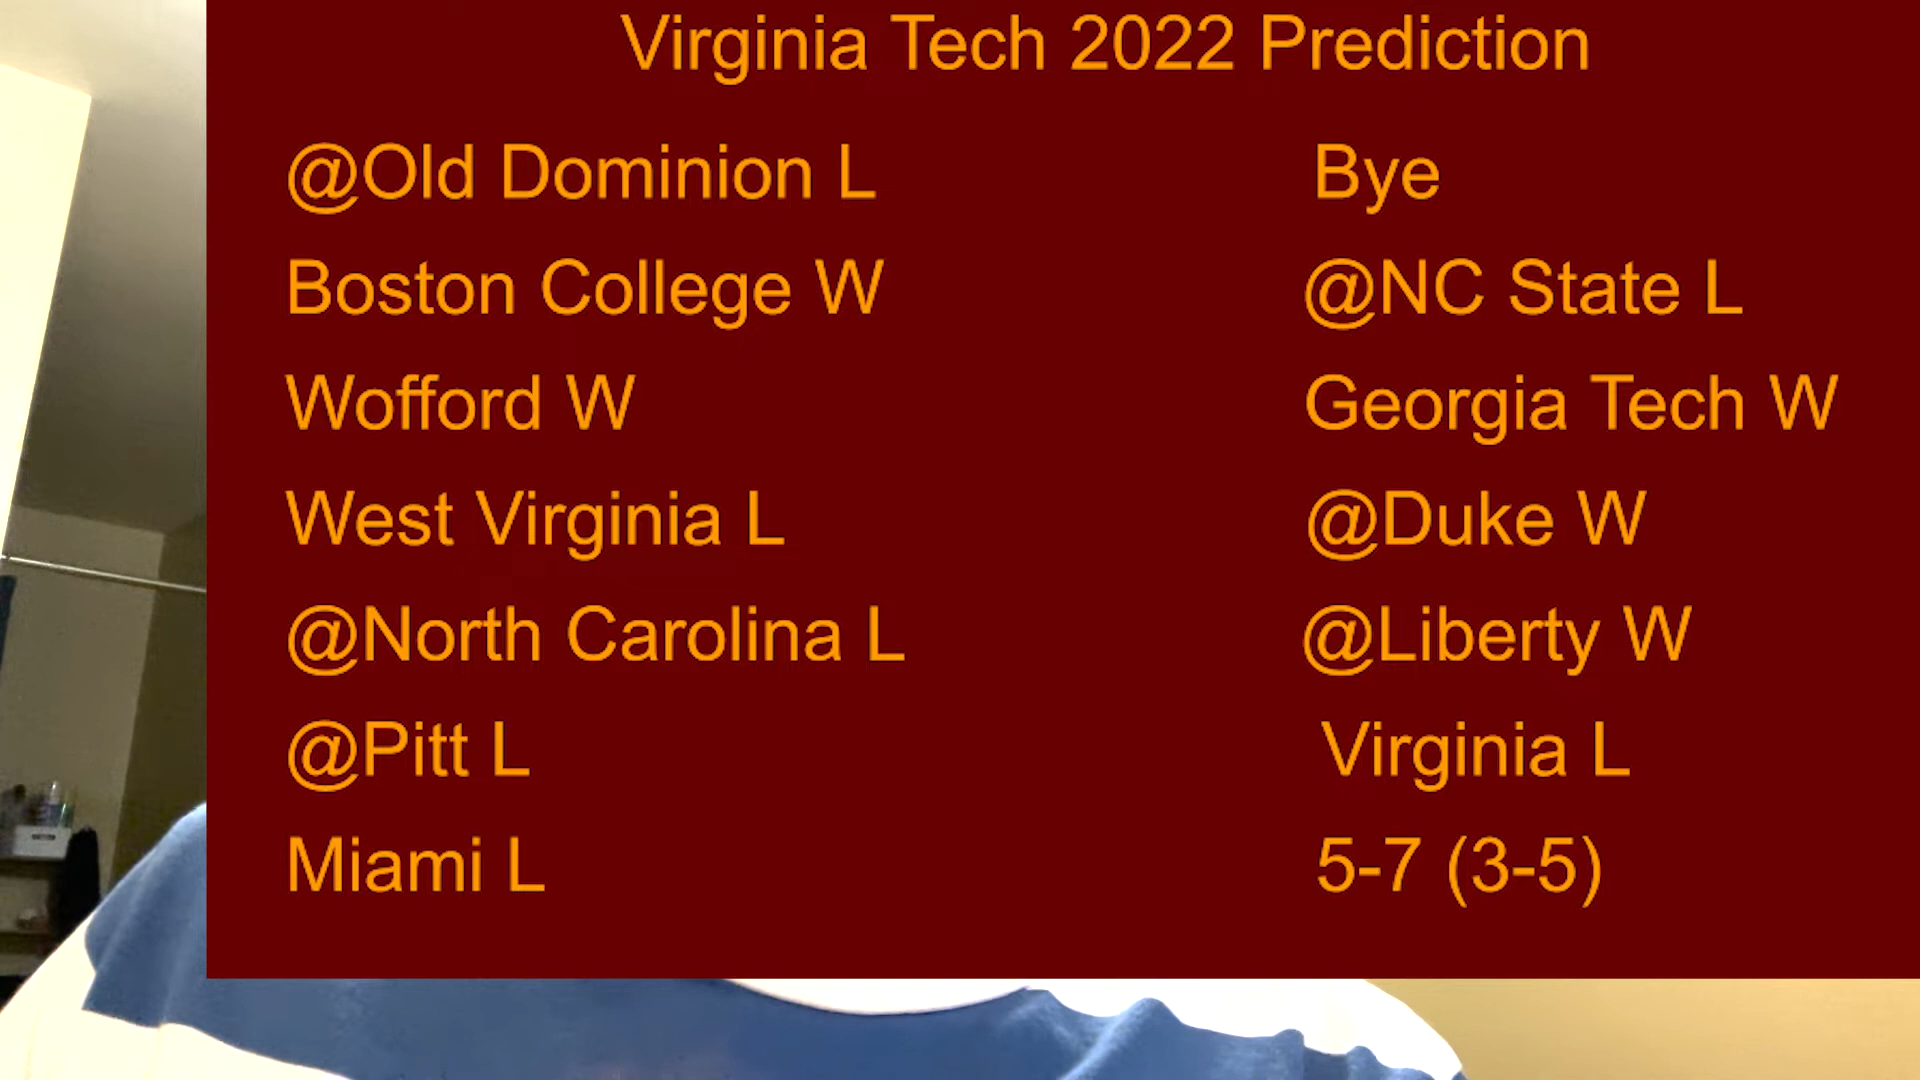 Virginia Tech 2022 Prediction
@Old Dominion L
Boston College W
Wofford W
West Virginia L
@North Carolina L
@Pitt L
Miami L
Bye
@NC State L
Georgia Tech W
@Duke W
@Liberty W
Virginia L
5-7 (3-5)